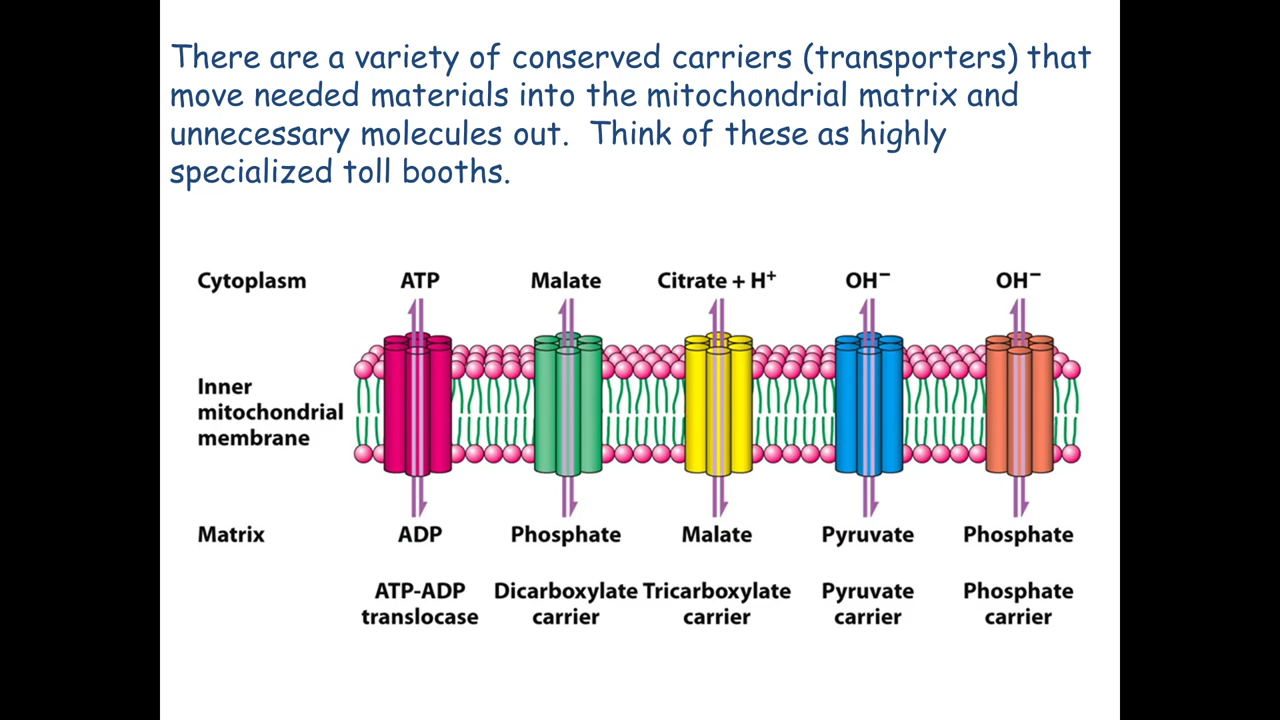 There are a variety of conserved carriers (transporters) that
move needed materials into the mitochondrial matrix and
unnecessary molecules out.  Think of these as highly
specialized toll booths.
Cytoplasm ATP Malate Citrate + H⁺ OH⁻ OH⁻
Inner
mitochondrial
membrane
Matrix ADP Phosphate Malate Pyruvate Phosphate
ATP-ADP Dicarboxylate Tricarboxylate Pyruvate Phosphate
translocase carrier carrier carrier carrier